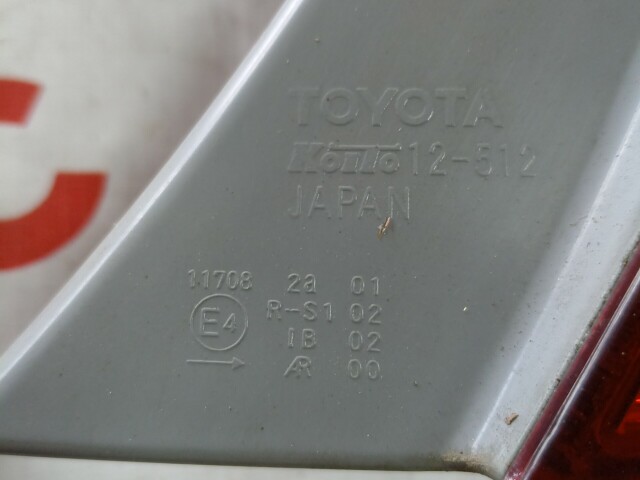 TOYOTA
Koito 12-512
JAPAN
11708 2a 01
E4 R-S1 02
IB 02
AR 00